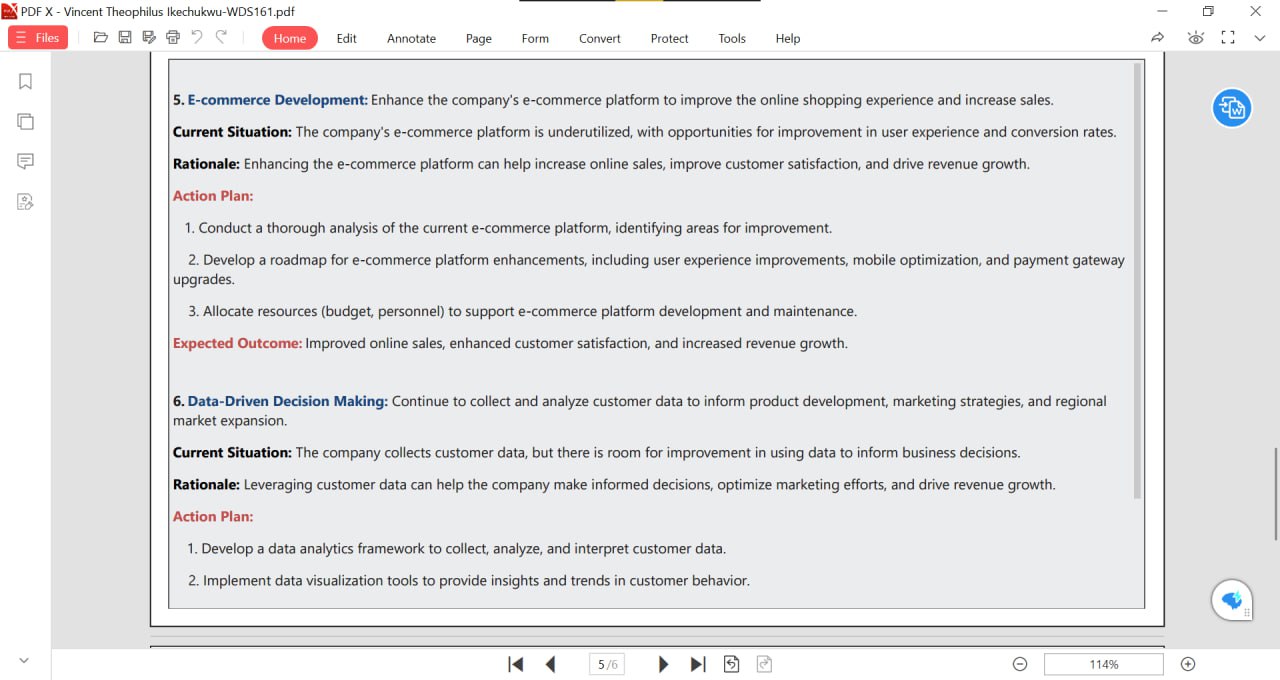 PDF X - Vincent Theophilus Ikechukwu-WDS161.pdf
Files
Home
Edit
Annotate
Page
Form
Convert
Protect
Tools
Help
5. E-commerce Development: Enhance the company's e-commerce platform to improve the online shopping experience and increase sales.
Current Situation: The company's e-commerce platform is underutilized, with opportunities for improvement in user experience and conversion rates.
Rationale: Enhancing the e-commerce platform can help increase online sales, improve customer satisfaction, and drive revenue growth.
Action Plan:
1. Conduct a thorough analysis of the current e-commerce platform, identifying areas for improvement.
2. Develop a roadmap for e-commerce platform enhancements, including user experience improvements, mobile optimization, and payment gateway
upgrades.
3. Allocate resources (budget, personnel) to support e-commerce platform development and maintenance.
Expected Outcome: Improved online sales, enhanced customer satisfaction, and increased revenue growth.
6. Data-Driven Decision Making: Continue to collect and analyze customer data to inform product development, marketing strategies, and regional
market expansion.
Current Situation: The company collects customer data, but there is room for improvement in using data to inform business decisions.
Rationale: Leveraging customer data can help the company make informed decisions, optimize marketing efforts, and drive revenue growth.
Action Plan:
1. Develop a data analytics framework to collect, analyze, and interpret customer data.
2. Implement data visualization tools to provide insights and trends in customer behavior.
5/6
114%